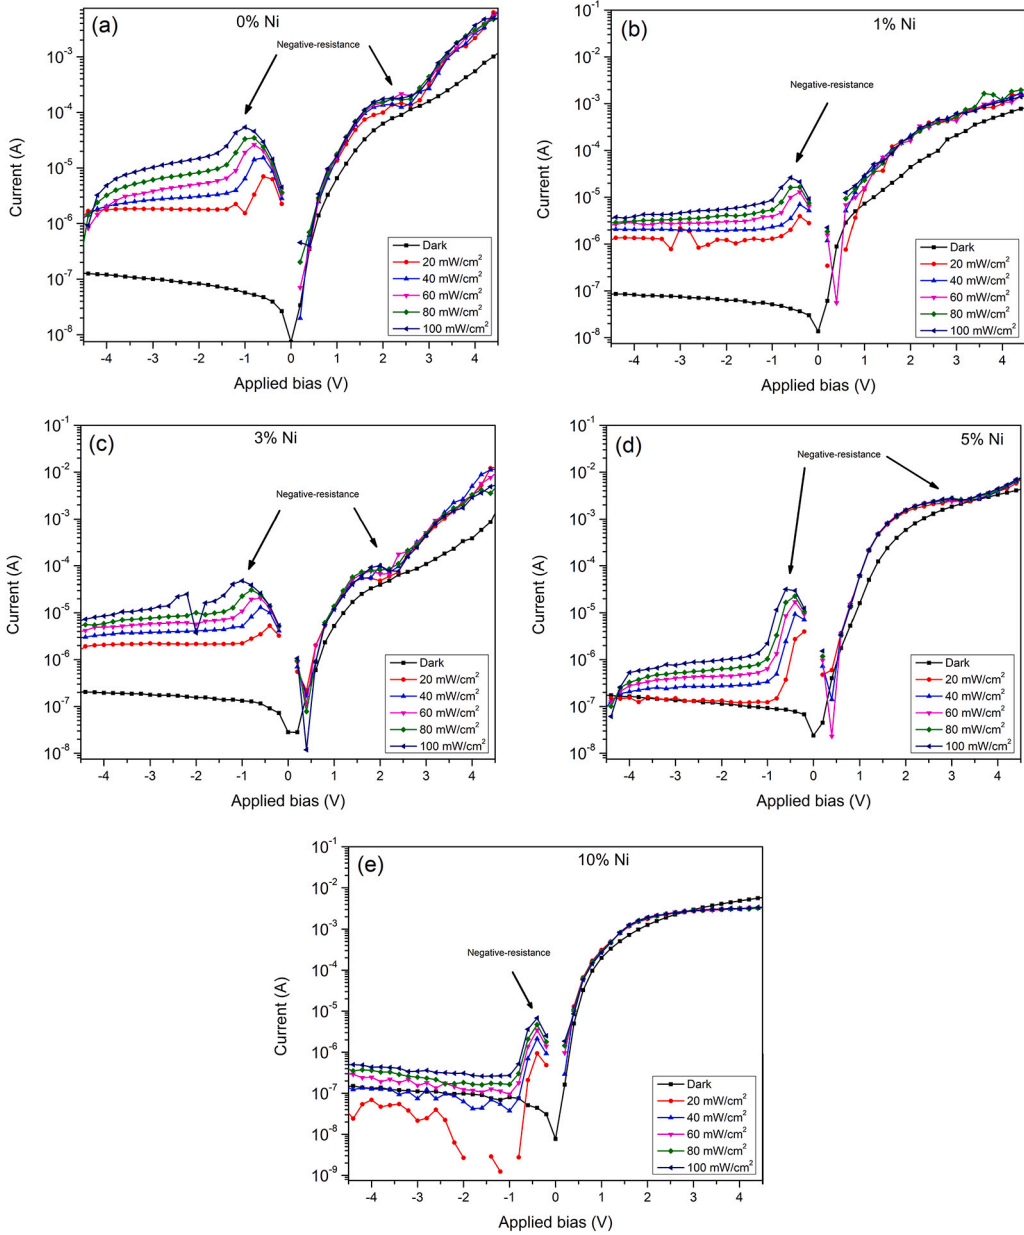 (a)
0% Ni
Negative-resistance
Current (A)
10⁻³
10⁻⁴
10⁻⁵
10⁻⁶
10⁻⁷
10⁻⁸
Dark
20 mW/cm²
40 mW/cm²
60 mW/cm²
80 mW/cm²
100 mW/cm²
-4 -3 -2 -1 0 1 2 3 4
Applied bias (V)
(b)
1% Ni
Negative-resistance
Current (A)
10⁻¹
10⁻²
10⁻³
10⁻⁴
10⁻⁵
10⁻⁶
10⁻⁷
10⁻⁸
Dark
20 mW/cm²
40 mW/cm²
60 mW/cm²
80 mW/cm²
100 mW/cm²
-4 -3 -2 -1 0 1 2 3 4
Applied bias (V)
(c)
3% Ni
Negative-resistance
Current (A)
10⁻¹
10⁻²
10⁻³
10⁻⁴
10⁻⁵
10⁻⁶
10⁻⁷
10⁻⁸
Dark
20 mW/cm²
40 mW/cm²
60 mW/cm²
80 mW/cm²
100 mW/cm²
-4 -3 -2 -1 0 1 2 3 4
Applied bias (V)
(d)
5% Ni
Negative-resistance
Current (A)
10⁻¹
10⁻²
10⁻³
10⁻⁴
10⁻⁵
10⁻⁶
10⁻⁷
10⁻⁸
Dark
20 mW/cm²
40 mW/cm²
60 mW/cm²
80 mW/cm²
100 mW/cm²
-4 -3 -2 -1 0 1 2 3 4
Applied bias (V)
(e)
10% Ni
Negative-resistance
Current (A)
10⁻¹
10⁻²
10⁻³
10⁻⁴
10⁻⁵
10⁻⁶
10⁻⁷
10⁻⁸
10⁻⁹
Dark
20 mW/cm²
40 mW/cm²
60 mW/cm²
80 mW/cm²
100 mW/cm²
-4 -3 -2 -1 0 1 2 3 4
Applied bias (V)